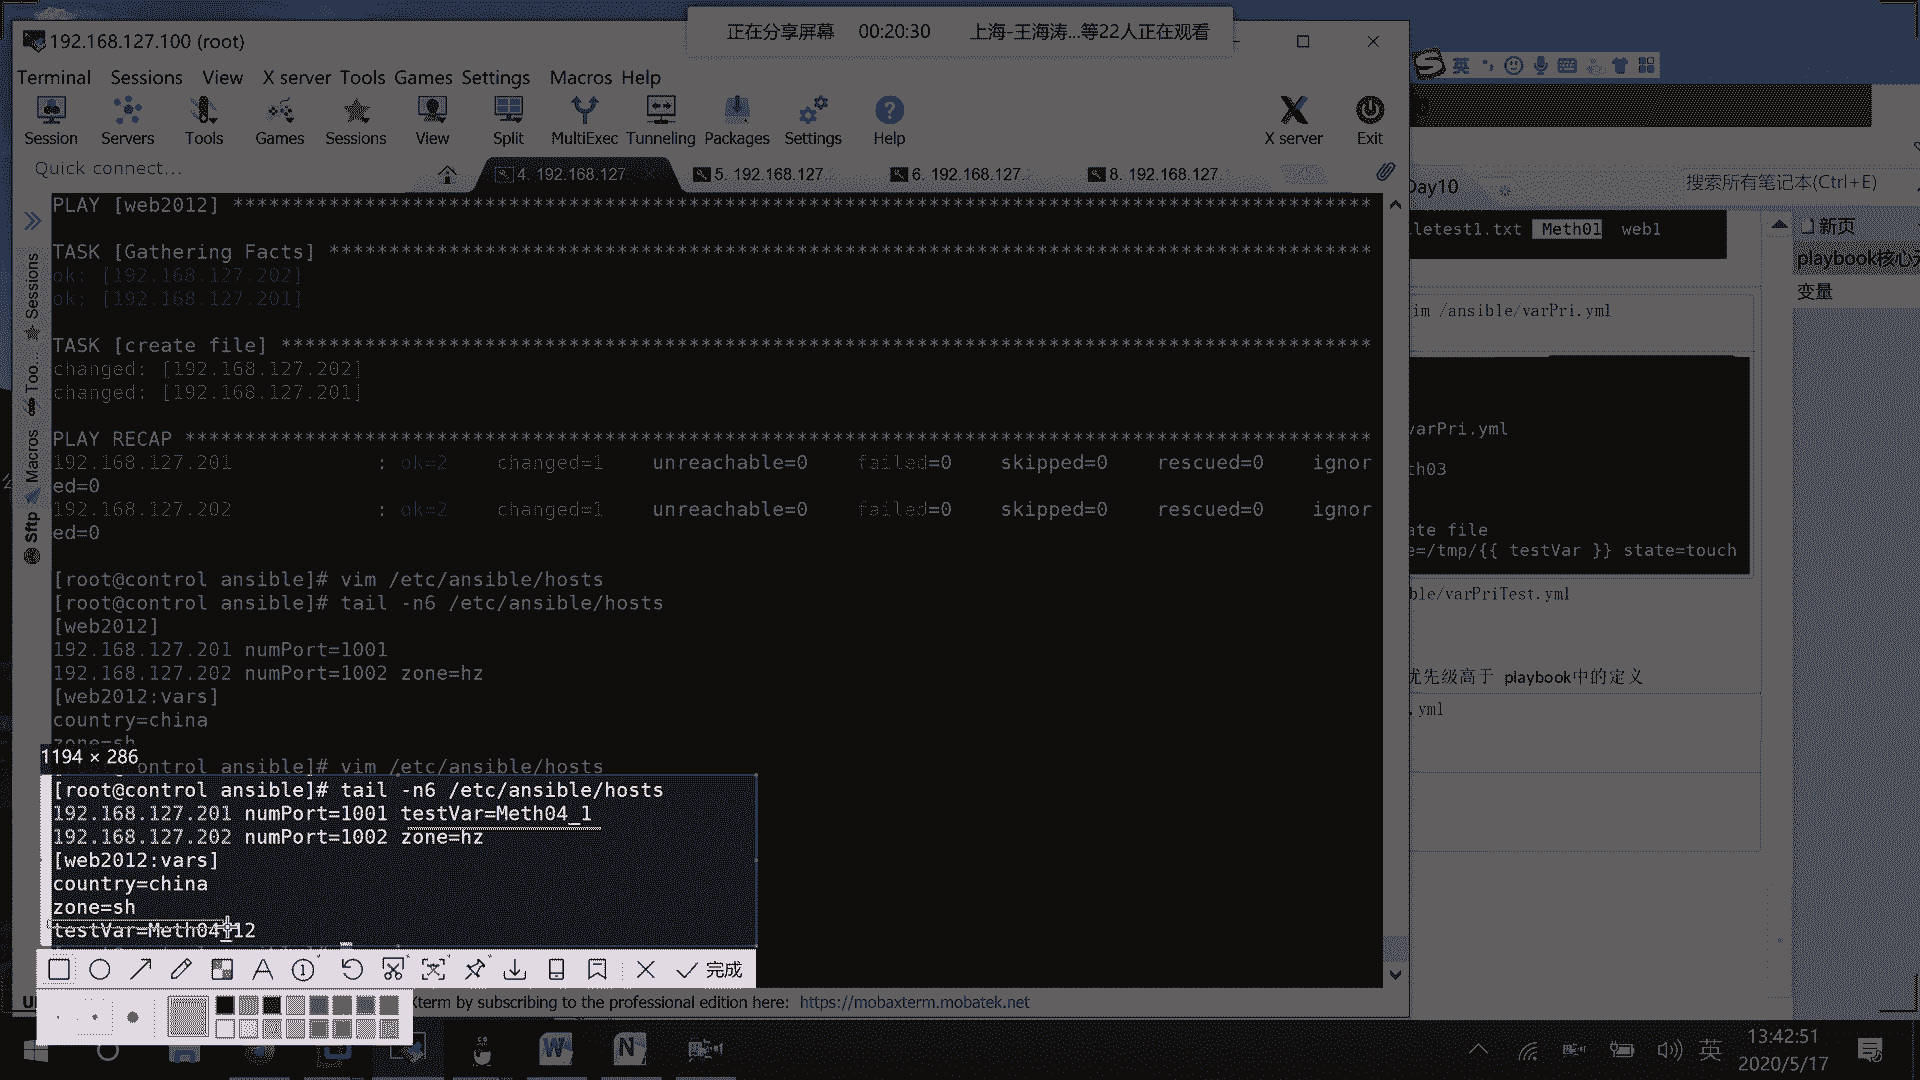 正在分享屏幕 00:20:30 上海-王海涛...等22人正在观看
192.168.127.100 (root)
英
Terminal Sessions View X server Tools Games Settings Macros Help
Session Servers Tools Games Sessions View Split MultiExec Tunneling Packages Settings Help X server Exit
Quick connect...
4. 192.168.127 5. 192.168.127. 6. 192.168.127. 8. 192.168.127.
Sessions
Too...
Macros
Sftp
PLAY [web2012] ***********************************************************************************************
TASK [Gathering Facts] ***************************************************************************************
ok: [192.168.127.202]
ok: [192.168.127.201]
TASK [create file] *******************************************************************************************
changed: [192.168.127.202]
changed: [192.168.127.201]
PLAY RECAP ***************************************************************************************************
192.168.127.201 : ok=2 changed=1 unreachable=0 failed=0 skipped=0 rescued=0 ignor
ed=0
192.168.127.202 : ok=2 changed=1 unreachable=0 failed=0 skipped=0 rescued=0 ignor
ed=0
[root@control ansible]# vim /etc/ansible/hosts
[root@control ansible]# tail -n6 /etc/ansible/hosts
[web2012]
192.168.127.201 numPort=1001
192.168.127.202 numPort=1002 zone=hz
[web2012:vars]
country=china
zone=sh
1194 × 286
ontrol ansible]# vim /etc/ansible/hosts
[root@control ansible]# tail -n6 /etc/ansible/hosts
192.168.127.201 numPort=1001 testVar=Meth04_1
192.168.127.202 numPort=1002 zone=hz
[web2012:vars]
country=china
zone=sh
testVar=Meth04_12
完成
Xterm by subscribing to the professional edition here: https://mobaxterm.mobatek.net
Day10
搜索所有笔记本(Ctrl+E)
letest1.txt Meth01 web1
新页
playbook核心元
变量
im /ansible/varPri.yml
varPri.yml
th03
ate file
e=/tmp/{{ testVar }} state=touch
ble/varPriTest.yml
优先级高于 playbook中的定义
.yml
英
13:42:51
2020/5/17